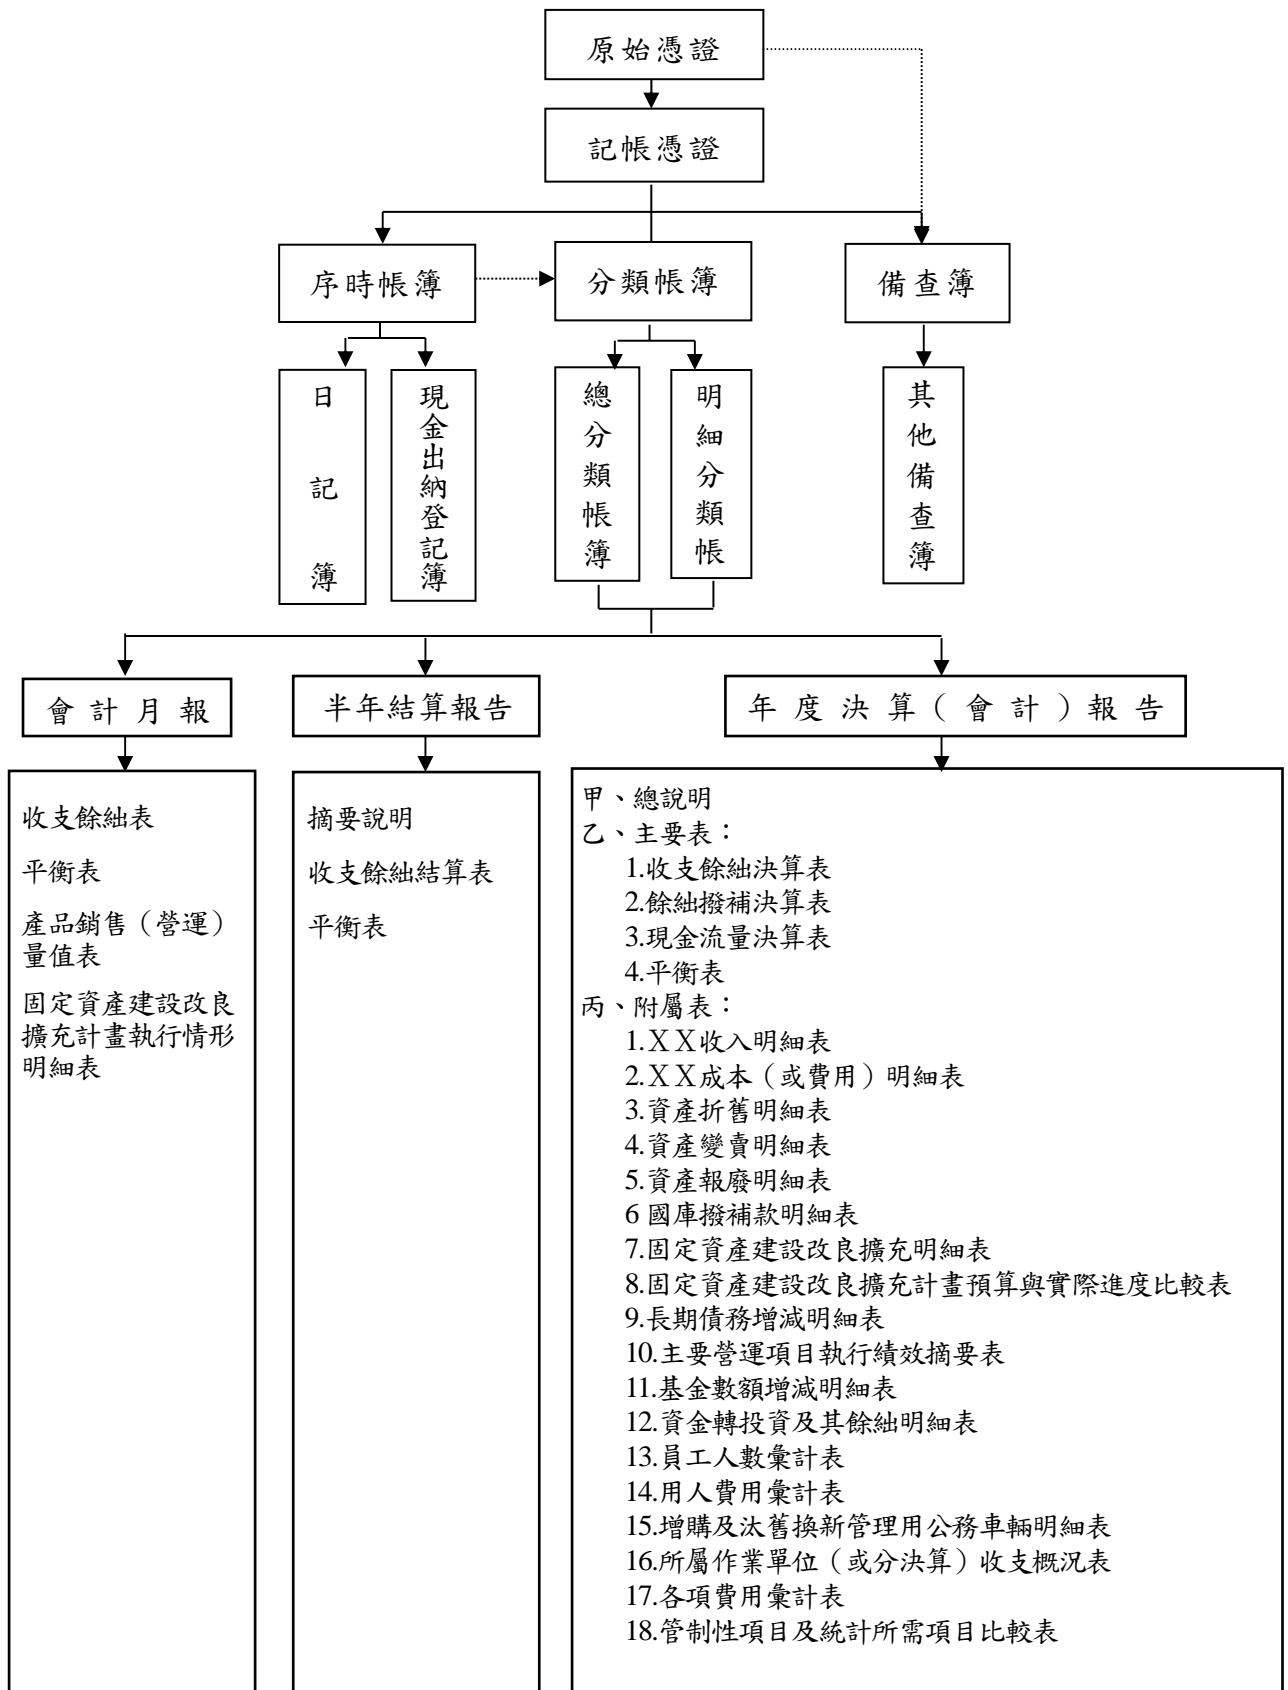 原始憑證
記帳憑證
序時帳簿
分類帳簿
備查簿
日記簿
現金出納登記簿
總分類帳簿
明細分類帳
其他備查簿
會計月報
半年結算報告
年度決算（會計）報告
收支餘絀表
平衡表
產品銷售（營運）
量值表
固定資產建設改良
擴充計畫執行情形
明細表
摘要說明
收支餘絀結算表
平衡表
甲、總說明
乙、主要表：
1.收支餘絀決算表
2.餘絀撥補決算表
3.現金流量決算表
4.平衡表
丙、附屬表：
1.ＸＸ收入明細表
2.ＸＸ成本（或費用）明細表
3.資產折舊明細表
4.資產變賣明細表
5.資產報廢明細表
6 國庫撥補款明細表
7.固定資產建設改良擴充明細表
8.固定資產建設改良擴充計畫預算與實際進度比較表
9.長期債務增減明細表
10.主要營運項目執行績效摘要表
11.基金數額增減明細表
12.資金轉投資及其餘絀明細表
13.員工人數彙計表
14.用人費用彙計表
15.增購及汰舊換新管理用公務車輛明細表
16.所屬作業單位（或分決算）收支概況表
17.各項費用彙計表
18.管制性項目及統計所需項目比較表